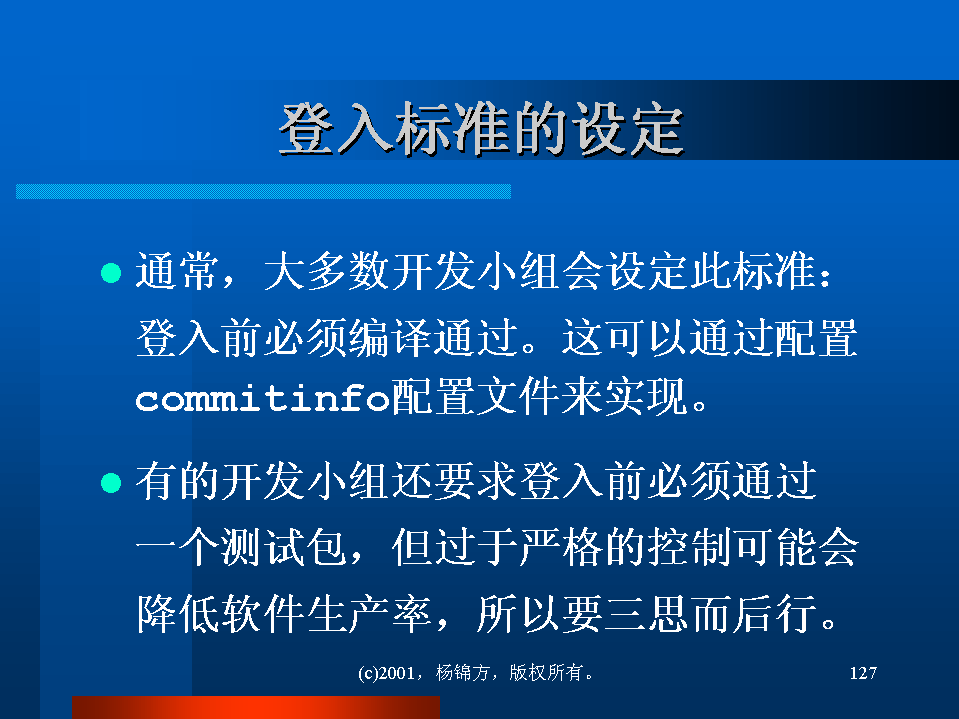 登入标准的设定
通常，大多数开发小组会设定此标准：
登入前必须编译通过。这可以通过配置
commitinfo配置文件来实现。
有的开发小组还要求登入前必须通过
一个测试包，但过于严格的控制可能会
降低软件生产率，所以要三思而后行。
(c)2001，杨锦方，版权所有。
127